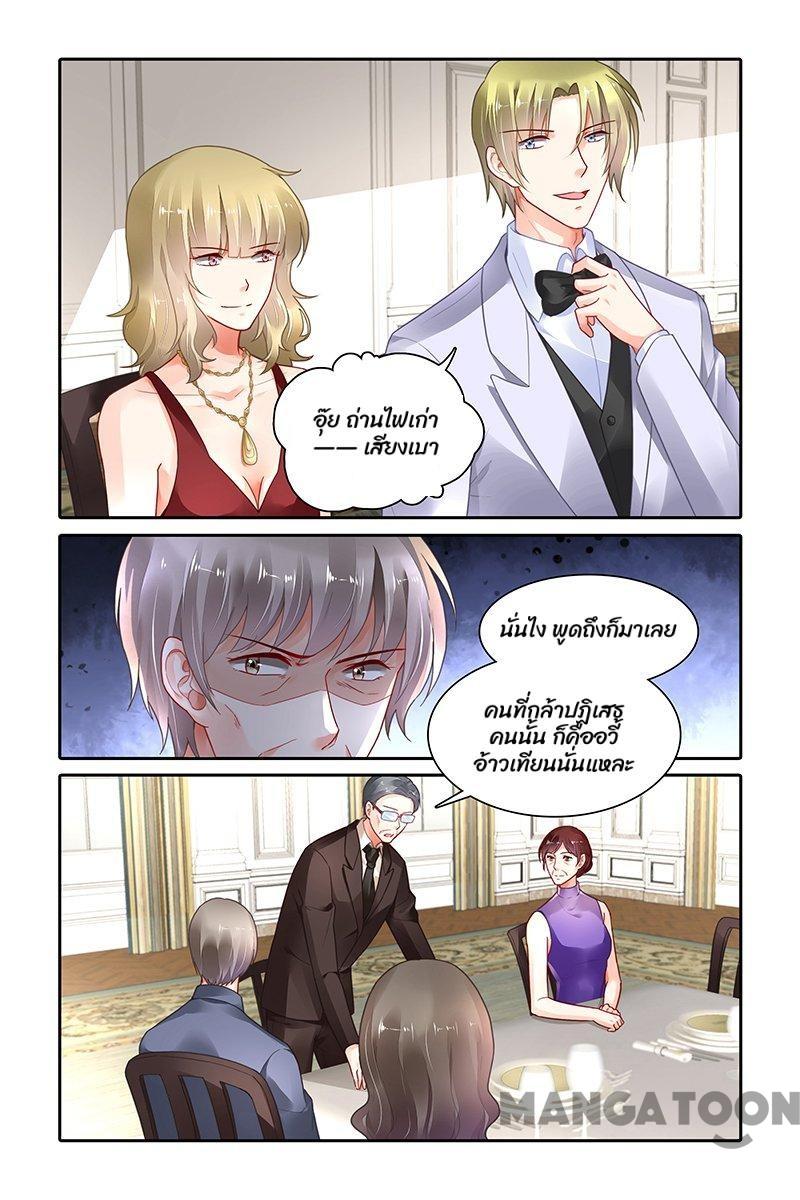 อุ๊ย ถ่านไฟเก่า
—— เสียงเบา
นั่นไง พูดถึงก็มาเลย
คนที่กล้าปฏิเสธ
คนนั้น ก็คืออวี้
อ้าวเทียนนั่นแหละ
MANGATOON